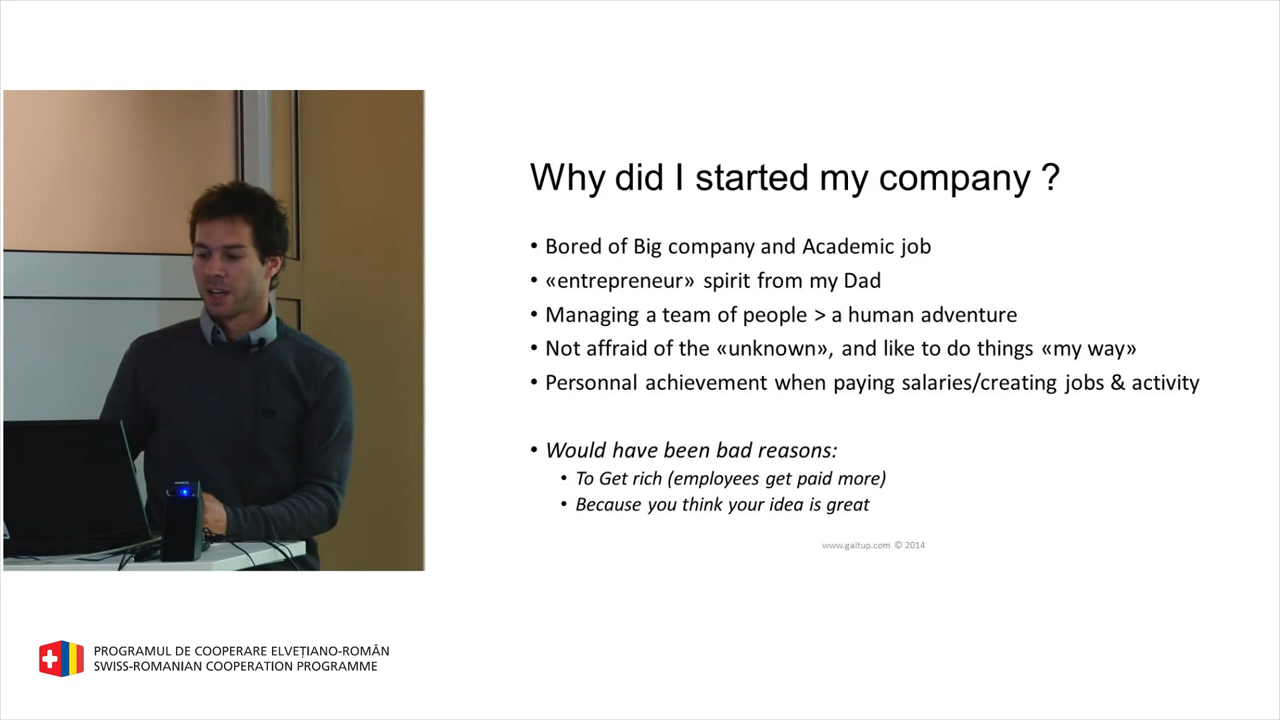 Why did I started my company ?
• Bored of Big company and Academic job
• «entrepreneur» spirit from my Dad
• Managing a team of people > a human adventure
• Not affraid of the «unknown», and like to do things «my way»
• Personnal achievement when paying salaries/creating jobs & activity
• Would have been bad reasons:
• To Get rich (employees get paid more)
• Because you think your idea is great
www.gaitup.com © 2014
PROGRAMUL DE COOPERARE ELVEȚIANO-ROMÂN
SWISS-ROMANIAN COOPERATION PROGRAMME